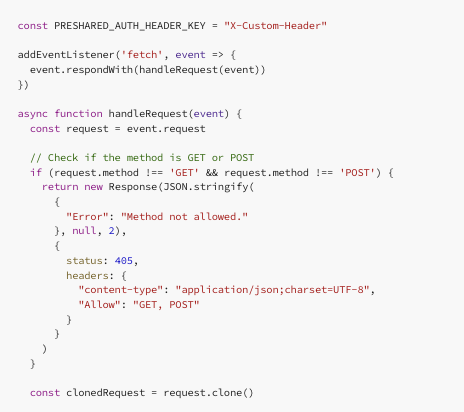 const PRESHARED_AUTH_HEADER_KEY = "X-Custom-Header"

addEventListener('fetch', event => {
  event.respondWith(handleRequest(event))
})

async function handleRequest(event) {
  const request = event.request

  // Check if the method is GET or POST
  if (request.method !== 'GET' && request.method !== 'POST') {
    return new Response(JSON.stringify(
      {
        "Error": "Method not allowed."
      }, null, 2),
      {
        status: 405,
        headers: {
          "content-type": "application/json;charset=UTF-8",
          "Allow": "GET, POST"
        }
      }
    )
  }

  const clonedRequest = request.clone()